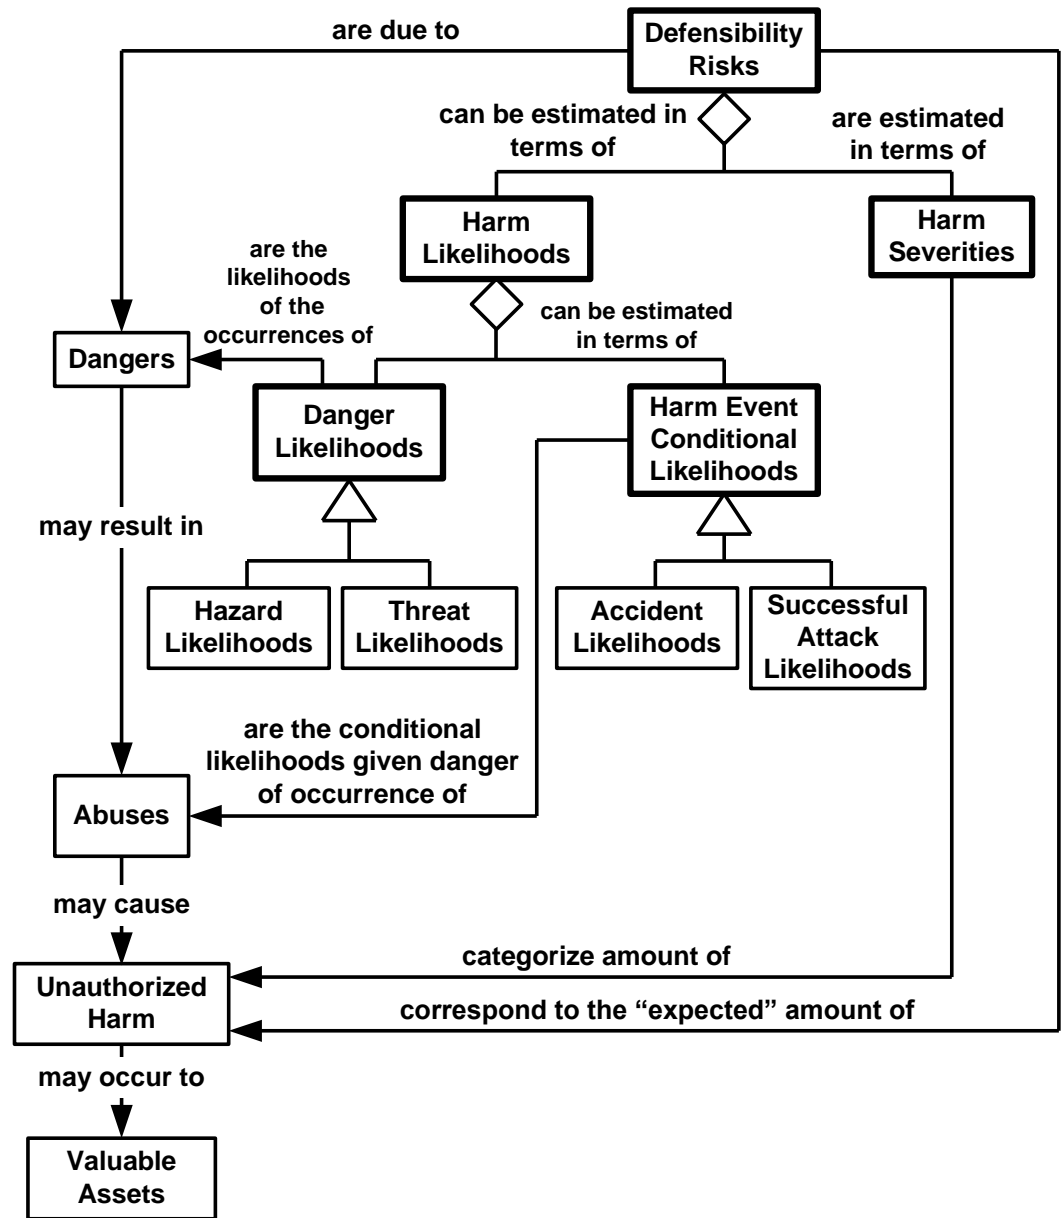 are due to
Defensibility
Risks
can be estimated in
terms of
are estimated
in terms of
Harm
Likelihoods
Harm
Severities
are the
likelihoods
of the
occurrences of
can be estimated
in terms of
Dangers
Danger
Likelihoods
Harm Event
Conditional
Likelihoods
may result in
Hazard
Likelihoods
Threat
Likelihoods
Accident
Likelihoods
Successful
Attack
Likelihoods
are the conditional
likelihoods given danger
of occurrence of
Abuses
may cause
categorize amount of
Unauthorized
Harm
correspond to the “expected” amount of
may occur to
Valuable
Assets